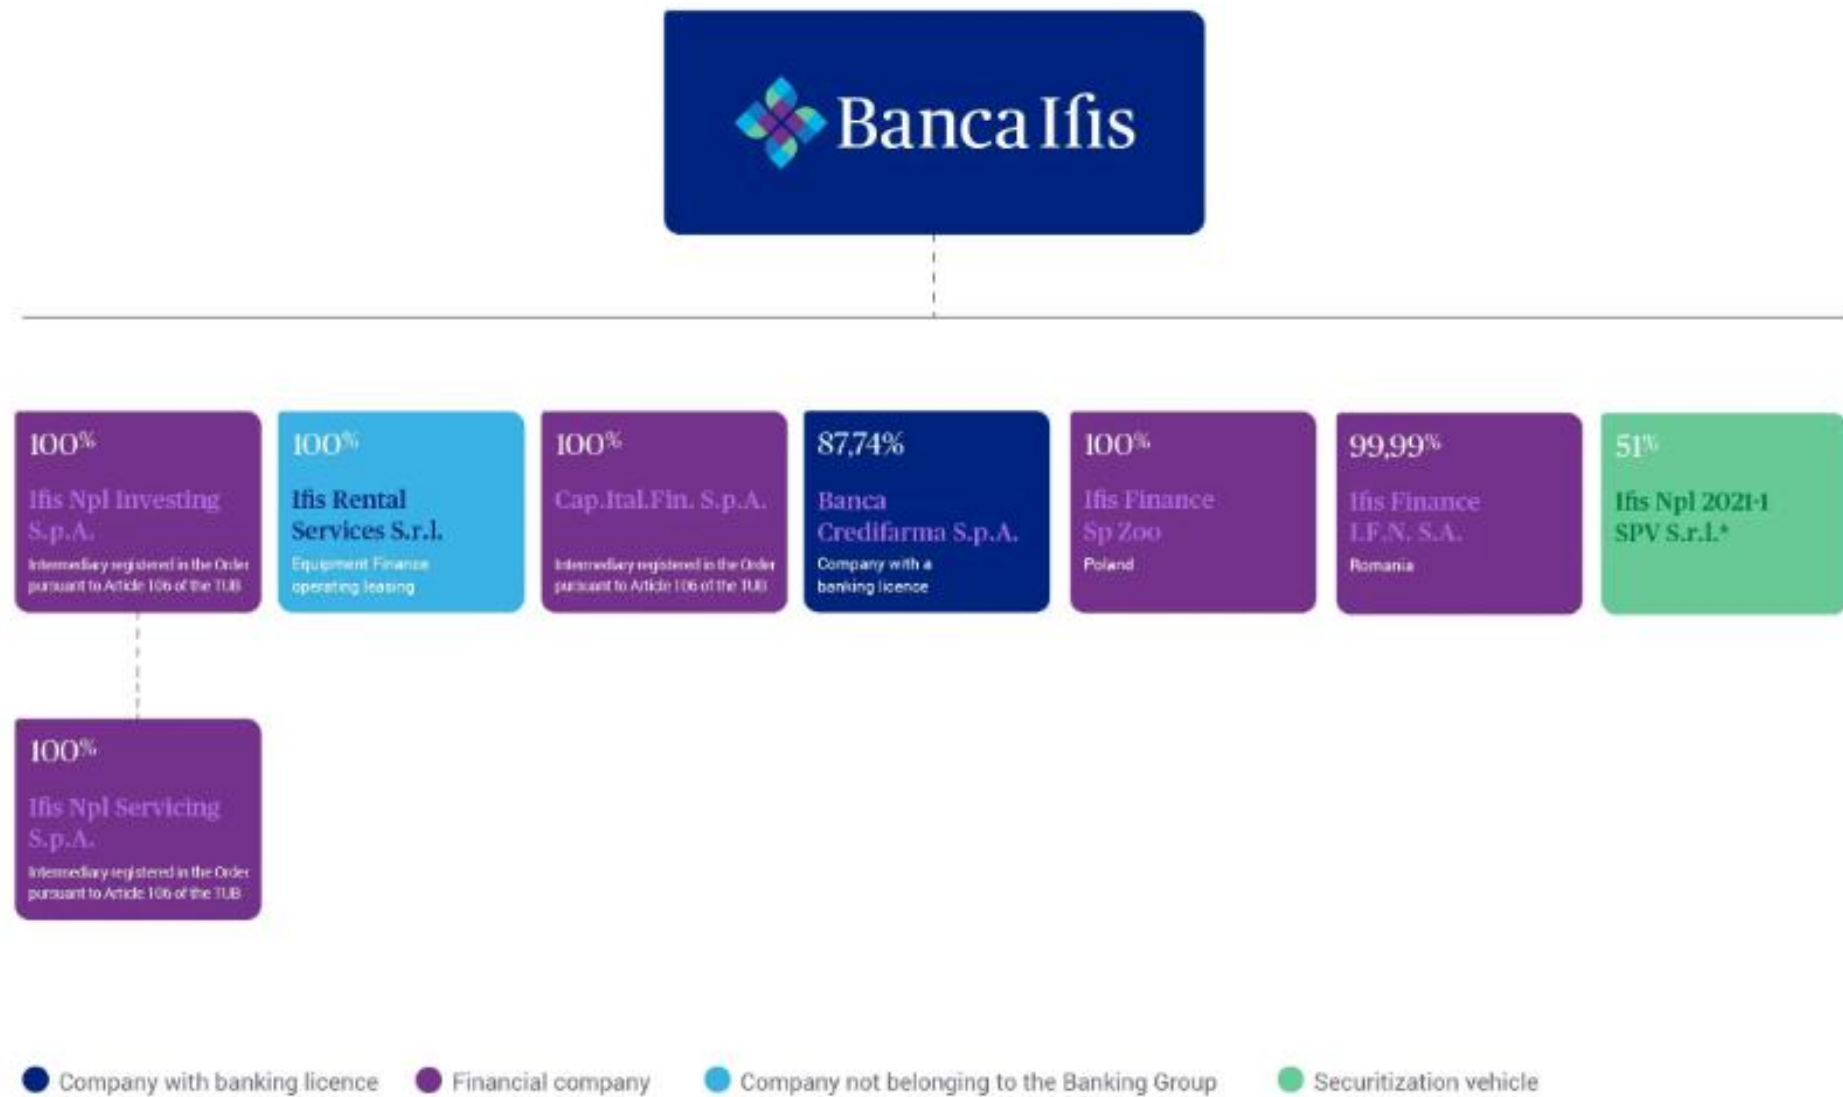 Banca Ifis
100%
Ifis Npl Investing
S.p.A.
Intermediary registered in the Order
pursuant to Article 106 of the TUB
100%
Ifis Rental
Services S.r.l.
Equipment Finance
operating leasing
100%
Cap.Ital.Fin. S.p.A.
Intermediary registered in the Order
pursuant to Article 106 of the TUB
87,74%
Banca
Credifarma S.p.A.
Company with a
banking licence
100%
Ifis Finance
Sp Zoo
Poland
99,99%
Ifis Finance
I.F.N. S.A.
Romania
51%
Ifis Npl 2021-1
SPV S.r.l.*
100%
Ifis Npl Servicing
S.p.A.
Intermediary registered in the Order
pursuant to Article 106 of the TUB
Company with banking licence
Financial company
Company not belonging to the Banking Group
Securitization vehicle